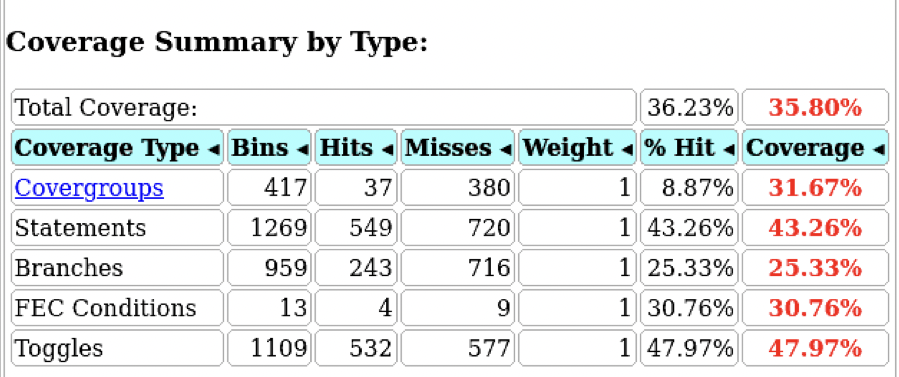 Coverage Summary by Type:
Total Coverage: 36.23% 35.80%
Coverage Type ◂ Bins ◂ Hits ◂ Misses ◂ Weight ◂ % Hit ◂ Coverage ◂
Covergroups 417 37 380 1 8.87% 31.67%
Statements 1269 549 720 1 43.26% 43.26%
Branches 959 243 716 1 25.33% 25.33%
FEC Conditions 13 4 9 1 30.76% 30.76%
Toggles 1109 532 577 1 47.97% 47.97%